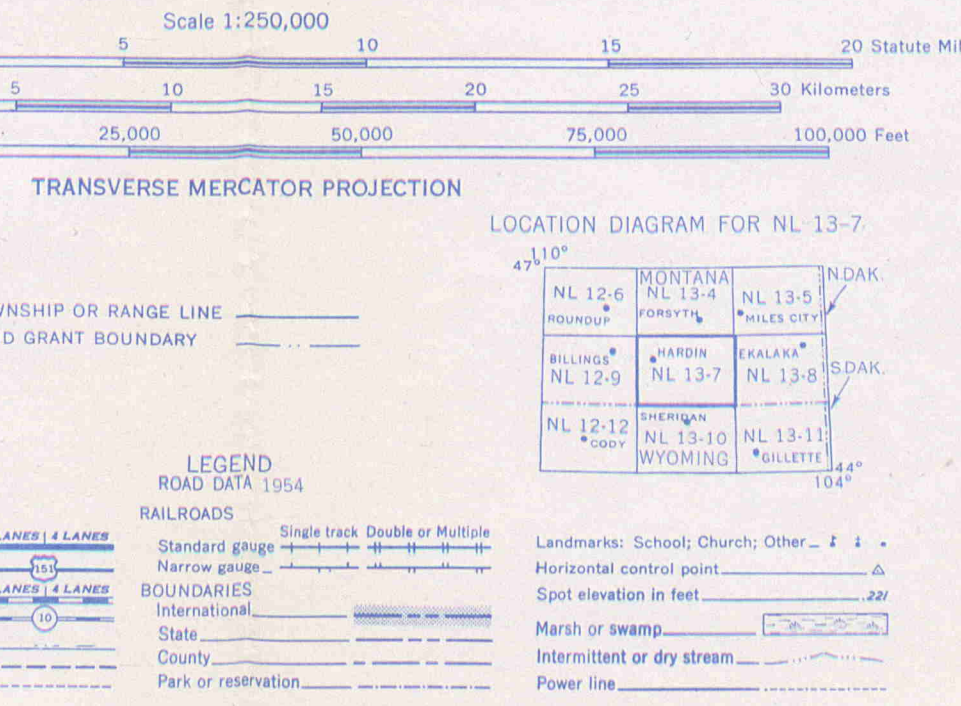 Scale 1:250,000
5 10 15 20 Statute Mil
5 10 15 20 25 30 Kilometers
25,000 50,000 75,000 100,000 Feet
TRANSVERSE MERCATOR PROJECTION
LOCATION DIAGRAM FOR NL 13-7
110°
47°
MONTANA
N.DAK.
NL 12-6 NL 13-4 NL 13-5
ROUNDUP FORSYTH MILES CITY
WNSHIP OR RANGE LINE
D GRANT BOUNDARY
BILLINGS HARDIN EKALAKA
NL 12-9 NL 13-7 NL 13-8
S.DAK.
SHERIDAN
NL 12-12 NL 13-10 NL 13-11
CODY WYOMING GILLETTE
44°
104°
LEGEND
ROAD DATA 1954
RAILROADS
Single track Double or Multiple
Standard gauge
Narrow gauge
BOUNDARIES
International
State
County
Park or reservation
LANES | 4 LANES
151
LANES | 4 LANES
10
Landmarks: School; Church; Other
Horizontal control point
Spot elevation in feet .221
Marsh or swamp
Intermittent or dry stream
Power line